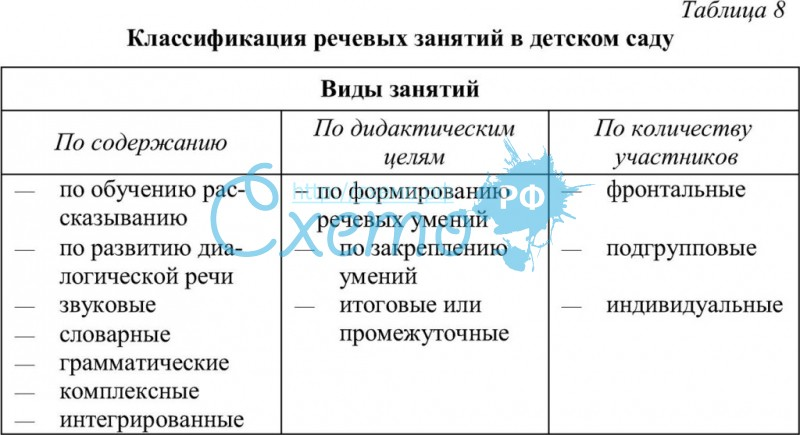 Таблица 8
Классификация речевых занятий в детском саду
Виды занятий
По содержанию
По дидактическим
целям
По количеству
участников
— по обучению рас-
сказыванию
— по развитию диа-
логической речи
— звуковые
— словарные
— грамматические
— комплексные
— интегрированные
– по формированию
речевых умений
— по закреплению
умений
— итоговые или
промежуточные
— фронтальные
— подгрупповые
— индивидуальные
Схемо
РФ